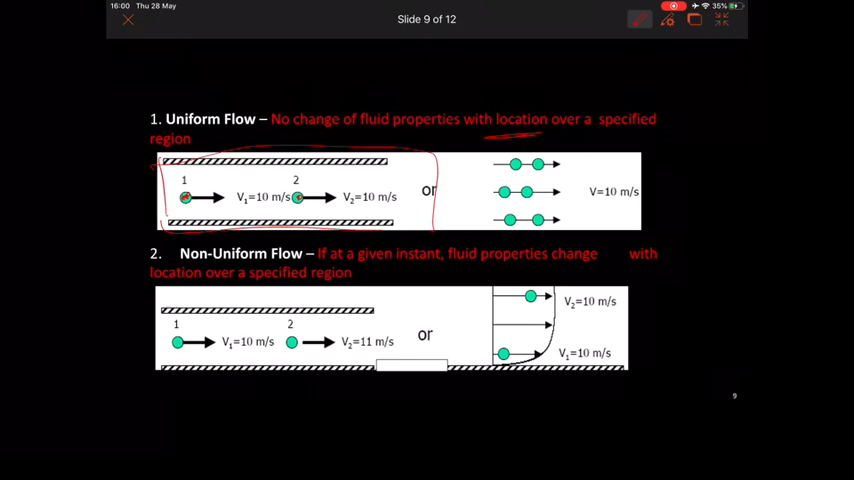 16:00 Thu 28 May
35%
Slide 9 of 12
1. Uniform Flow – No change of fluid properties with location over a specified
region
1 2
V₁=10 m/s V₂=10 m/s or V=10 m/s
2. Non-Uniform Flow – If at a given instant, fluid properties change with
location over a specified region
V₂=10 m/s
1 2
V₁=10 m/s V₂=11 m/s or
V₁=10 m/s
9